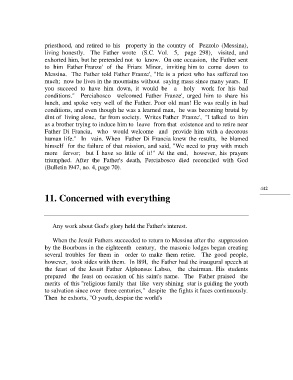 priesthood, and retired to his property in the country of Pezzolo (Messina),
living honestly. The Father wrote (S.C. Vol. 5, page 298), visited, and
exhorted him, but he pretended not to know. On one occasion, the Father sent
to him Father Franze' of the Friars Minor, inviting him to come down to
Messina. The Father told Father Franze', "He is a priest who has suffered too
much; now he lives in the mountains without saying mass since many years. If
you succeed to have him down, it would be a holy work for his bad
conditions." Perciabosco welcomed Father Franze', urged him to share his
lunch, and spoke very well of the Father. Poor old man! He was really in bad
conditions, and even though he was a learned man, he was becoming brutal by
dint of living alone, far from society. Writes Father Franze', "I talked to him
as a brother trying to induce him to leave from that existence and to retire near
Father Di Francia, who would welcome and provide him with a decorous
human life." In vain. When Father Di Francia knew the results, he blamed
himself for the failure of that mission, and said, "We need to pray with much
more fervor; but I have so little of it!" At the end, however, his prayers
triumphed. After the Father's death, Perciabosco died reconciled with God
(Bulletin 1947, no. 4, page 70).
342
11. Concerned with everything
Any work about God's glory held the Father's interest.
When the Jesuit Fathers succeeded to return to Messina after the suppression
by the Bourbons in the eighteenth century, the masonic lodges began creating
several troubles for them in order to make them retire. The good people,
however, took sides with them. In 1891, the Father had the inaugural speech at
the feast of the Jesuit Father Alphonsus Labso, the chairman. His students
prepared the feast on occasion of his saint's name. The Father praised the
merits of this "religious family that like very shining star is guiding the youth
to salvation since over three centuries," despite the fights it faces continuously.
Then he exhorts, "O youth, despite the world's